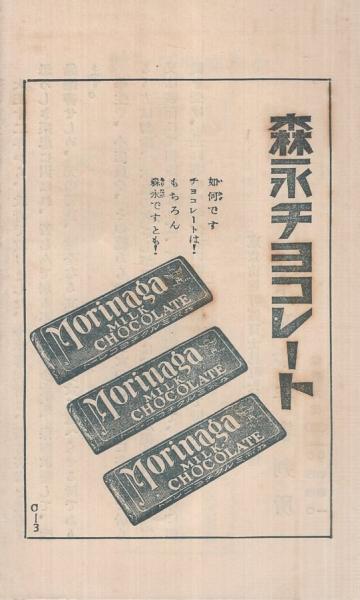 森永チヨコレート
如何です
チヨコレートは!
もちろん
森永ですとも!
Morinaga
MILK
CHOCOLATE
Morinaga
MILK
CHOCOLATE
Morinaga
MILK
CHOCOLATE
C-13